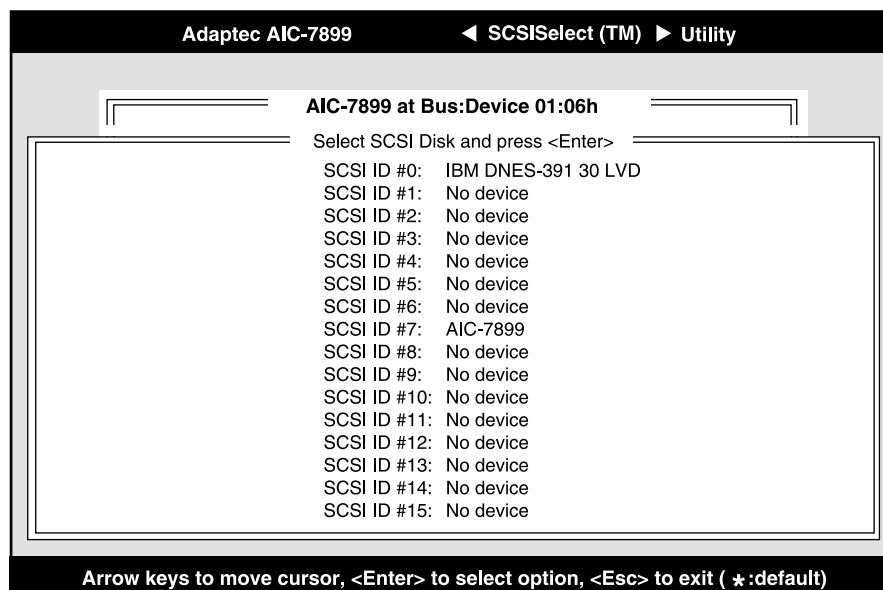 Adaptec AIC-7899 ◀ SCSISelect (TM) ▶ Utility
AIC-7899 at Bus:Device 01:06h
Select SCSI Disk and press <Enter>
SCSI ID #0: IBM DNES-391 30 LVD
SCSI ID #1: No device
SCSI ID #2: No device
SCSI ID #3: No device
SCSI ID #4: No device
SCSI ID #5: No device
SCSI ID #6: No device
SCSI ID #7: AIC-7899
SCSI ID #8: No device
SCSI ID #9: No device
SCSI ID #10: No device
SCSI ID #11: No device
SCSI ID #12: No device
SCSI ID #13: No device
SCSI ID #14: No device
SCSI ID #15: No device
Arrow keys to move cursor, <Enter> to select option, <Esc> to exit ( *:default)